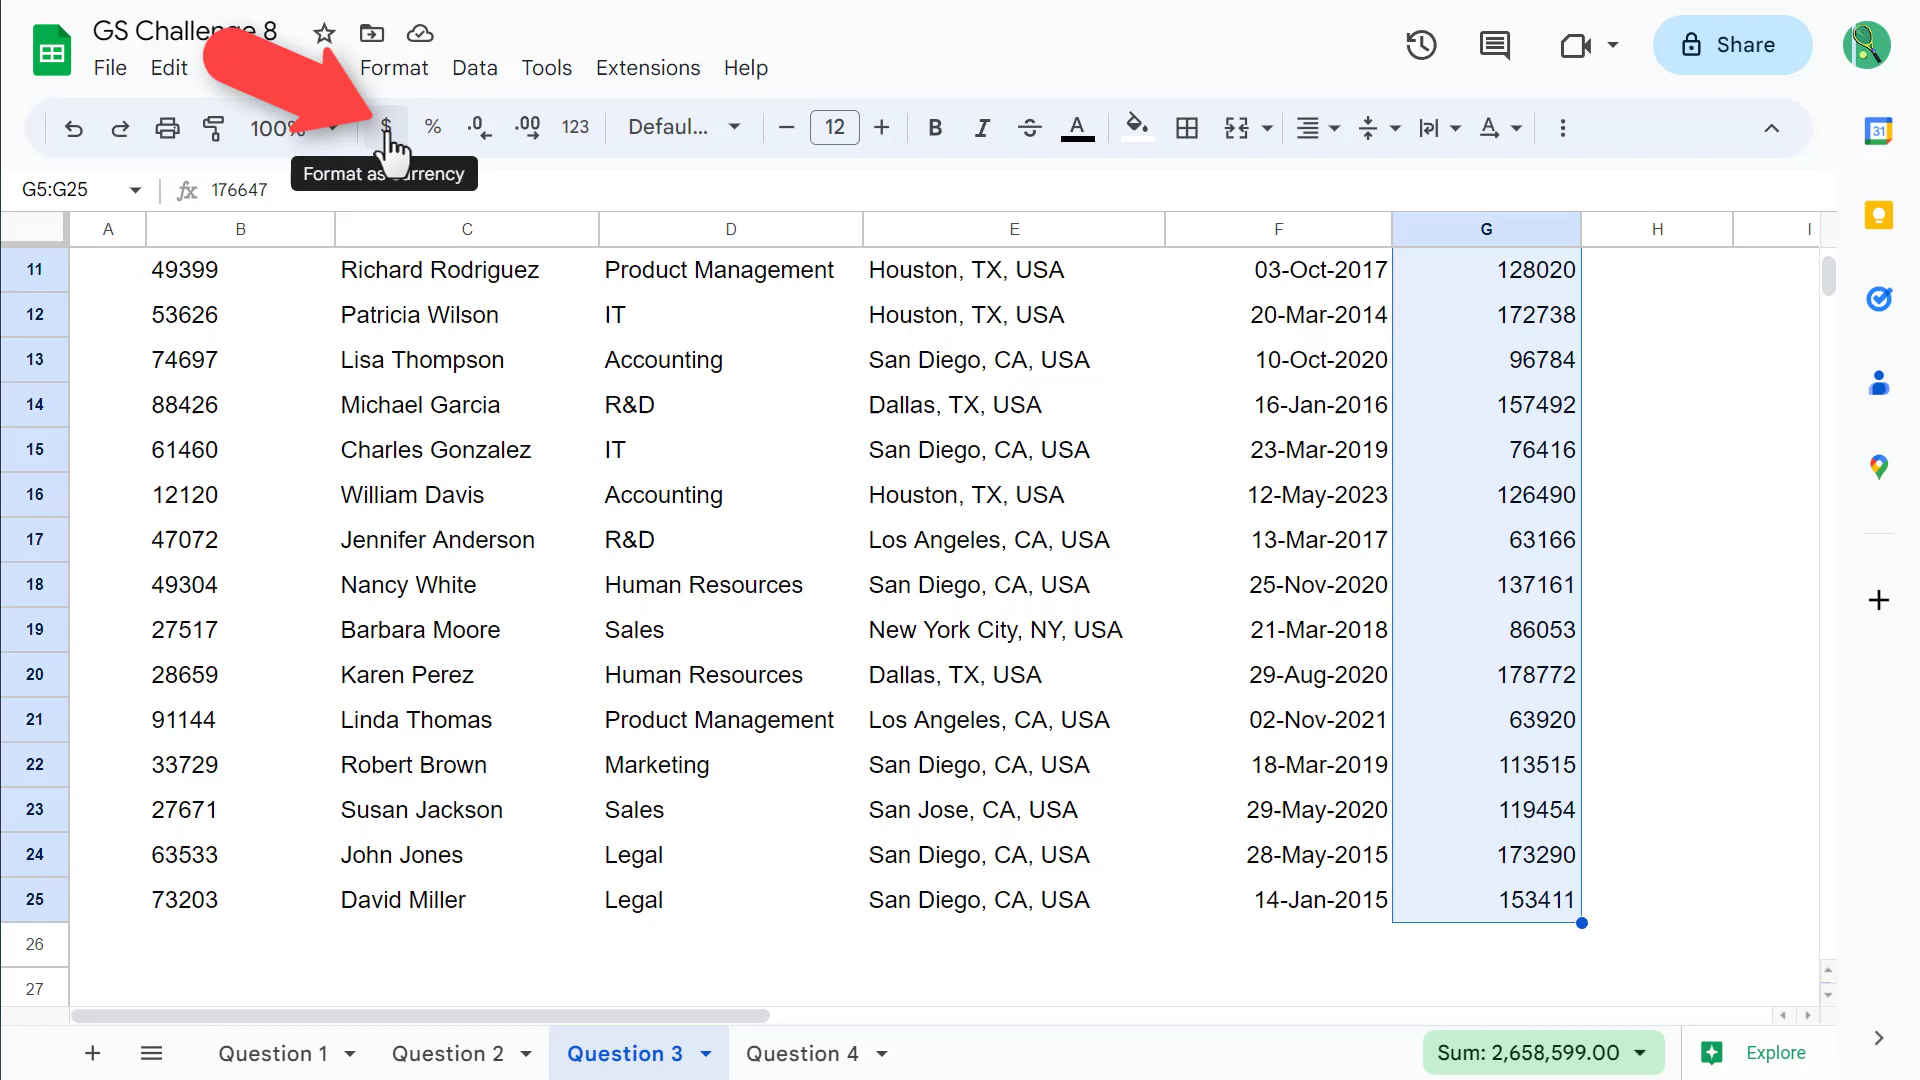 GS Challenge 8
File Edit Format Data Tools Extensions Help
Share
100% $ % .0 .00 123 Defaul... 12 B I S A
31
Format as currency
G5:G25 fx 176647
A B C D E F G H I
11 49399 Richard Rodriguez Product Management Houston, TX, USA 03-Oct-2017 128020
12 53626 Patricia Wilson IT Houston, TX, USA 20-Mar-2014 172738
13 74697 Lisa Thompson Accounting San Diego, CA, USA 10-Oct-2020 96784
14 88426 Michael Garcia R&D Dallas, TX, USA 16-Jan-2016 157492
15 61460 Charles Gonzalez IT San Diego, CA, USA 23-Mar-2019 76416
16 12120 William Davis Accounting Houston, TX, USA 12-May-2023 126490
17 47072 Jennifer Anderson R&D Los Angeles, CA, USA 13-Mar-2017 63166
18 49304 Nancy White Human Resources San Diego, CA, USA 25-Nov-2020 137161
19 27517 Barbara Moore Sales New York City, NY, USA 21-Mar-2018 86053
20 28659 Karen Perez Human Resources Dallas, TX, USA 29-Aug-2020 178772
21 91144 Linda Thomas Product Management Los Angeles, CA, USA 02-Nov-2021 63920
22 33729 Robert Brown Marketing San Diego, CA, USA 18-Mar-2019 113515
23 27671 Susan Jackson Sales San Jose, CA, USA 29-May-2020 119454
24 63533 John Jones Legal San Diego, CA, USA 28-May-2015 173290
25 73203 David Miller Legal San Diego, CA, USA 14-Jan-2015 153411
26
27
Question 1 Question 2 Question 3 Question 4 Sum: 2,658,599.00 Explore